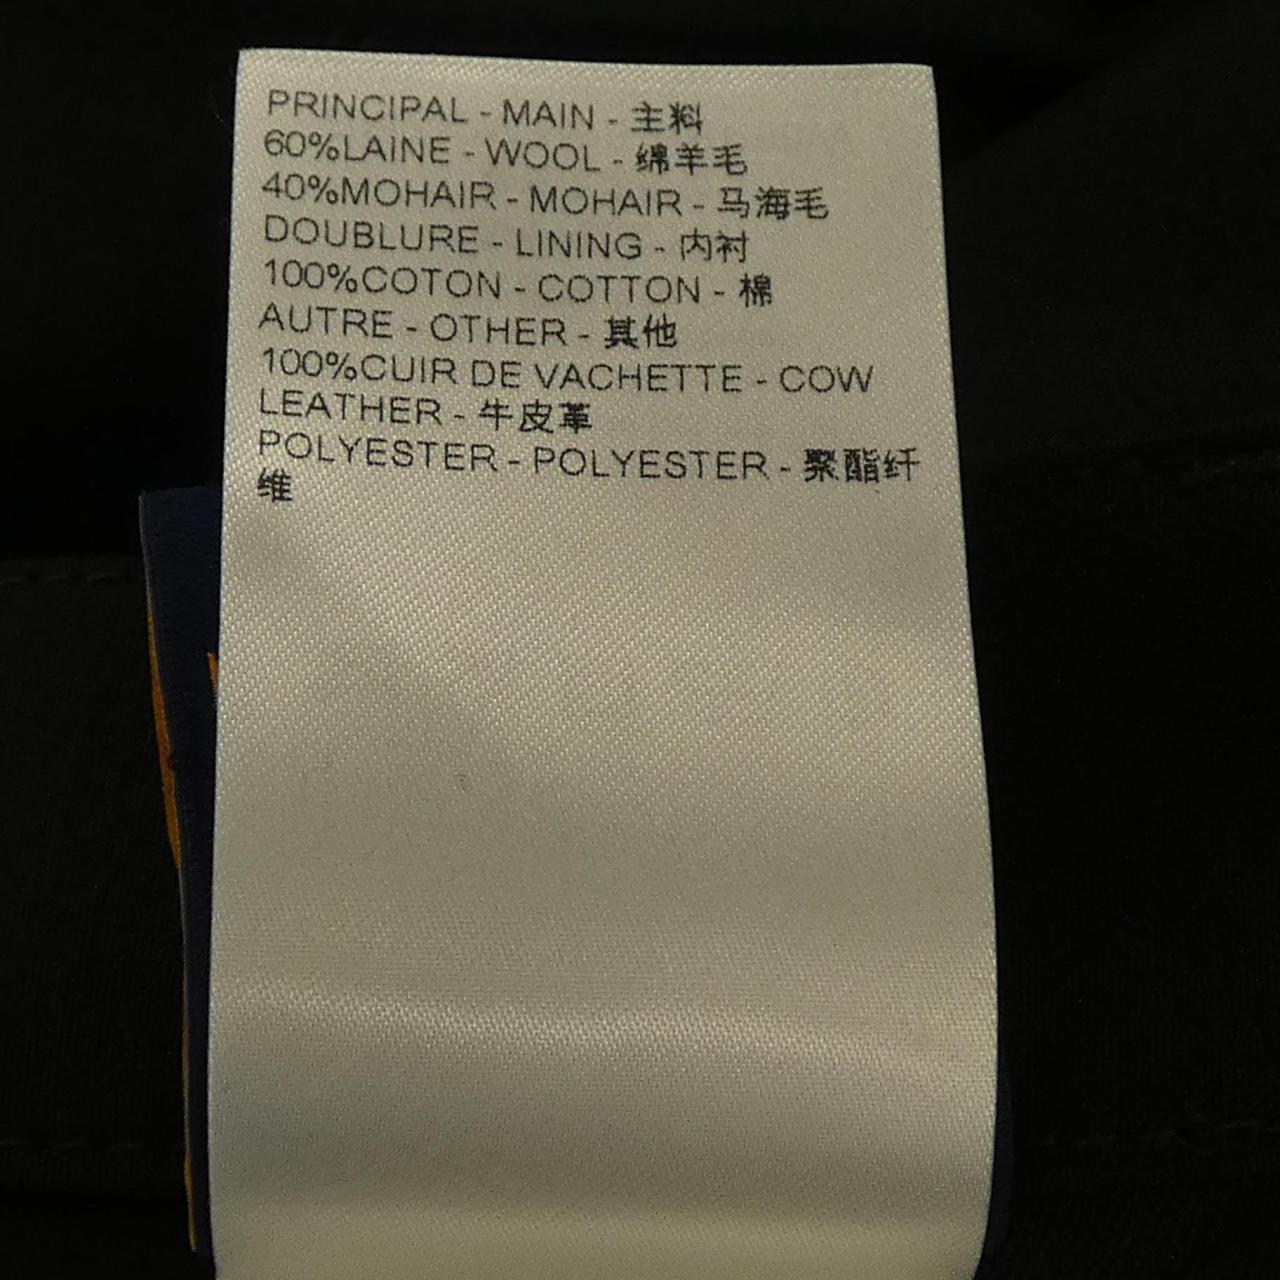 PRINCIPAL - MAIN - 主料
60%LAINE - WOOL - 绵羊毛
40%MOHAIR - MOHAIR - 马海毛
DOUBLURE - LINING - 内衬
100%COTON - COTTON - 棉
AUTRE - OTHER - 其他
100%CUIR DE VACHETTE - COW
LEATHER - 牛皮革
POLYESTER - POLYESTER - 聚酯纤
维